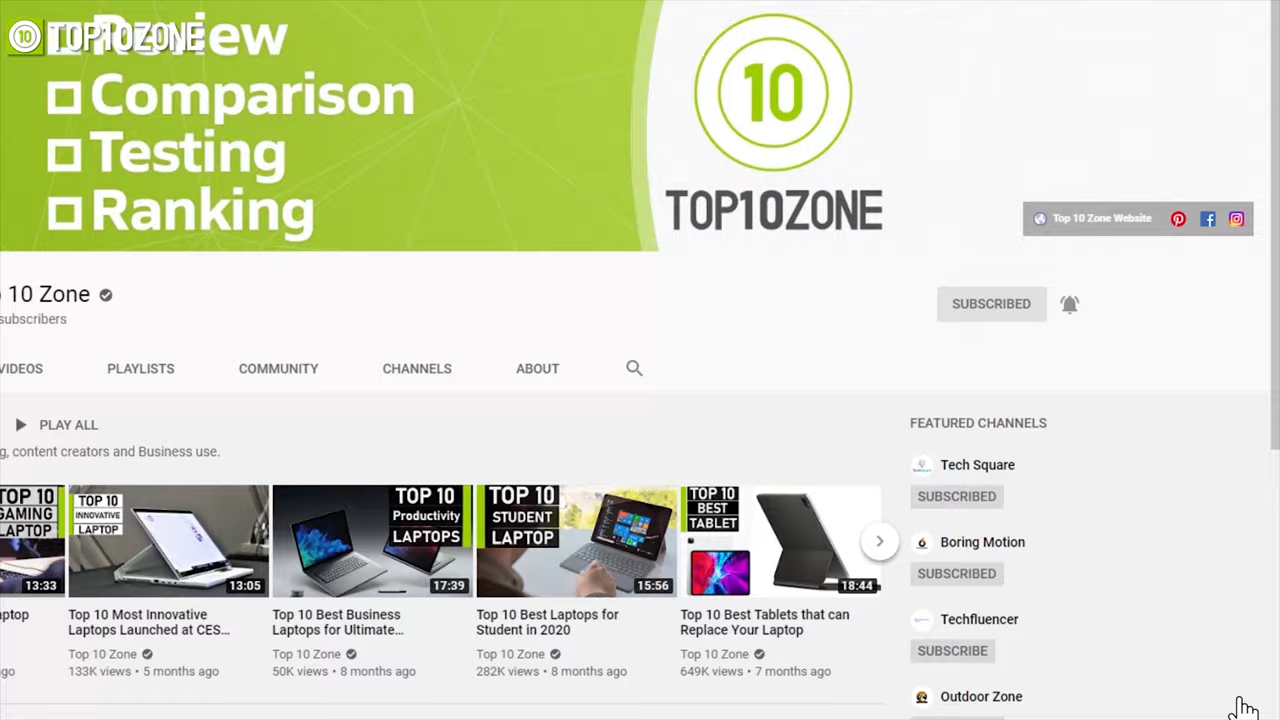 10 TOP10ZONE
Review
Comparison
Testing
Ranking
10
TOP10ZONE
Top 10 Zone Website
10 Zone
subscribers
SUBSCRIBED
VIDEOS PLAYLISTS COMMUNITY CHANNELS ABOUT
PLAY ALL
g, content creators and Business use.
TOP 10
GAMING
LAPTOP
13:33
TOP 10
INNOVATIVE
LAPTOP
13:05
TOP 10
Productivity
LAPTOPS
17:39
TOP 10
STUDENT
LAPTOP
15:56
TOP 10
BEST
TABLET
18:44
aptop
go
Top 10 Most Innovative
Laptops Launched at CES...
Top 10 Zone
133K views • 5 months ago
Top 10 Best Business
Laptops for Ultimate...
Top 10 Zone
50K views • 8 months ago
Top 10 Best Laptops for
Student in 2020
Top 10 Zone
282K views • 8 months ago
Top 10 Best Tablets that can
Replace Your Laptop
Top 10 Zone
649K views • 7 months ago
FEATURED CHANNELS
Tech Square
SUBSCRIBED
Boring Motion
SUBSCRIBED
Techfluencer
SUBSCRIBE
Outdoor Zone